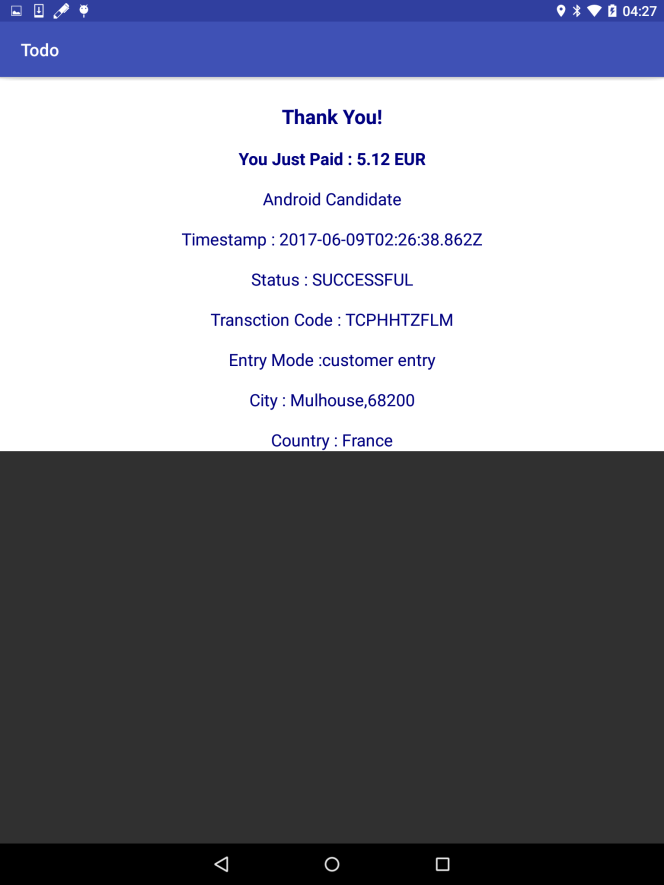 04:27
Todo
Thank You!
You Just Paid : 5.12 EUR
Android Candidate
Timestamp : 2017-06-09T02:26:38.862Z
Status : SUCCESSFUL
Transction Code : TCPHHTZFLM
Entry Mode :customer entry
City : Mulhouse,68200
Country : France